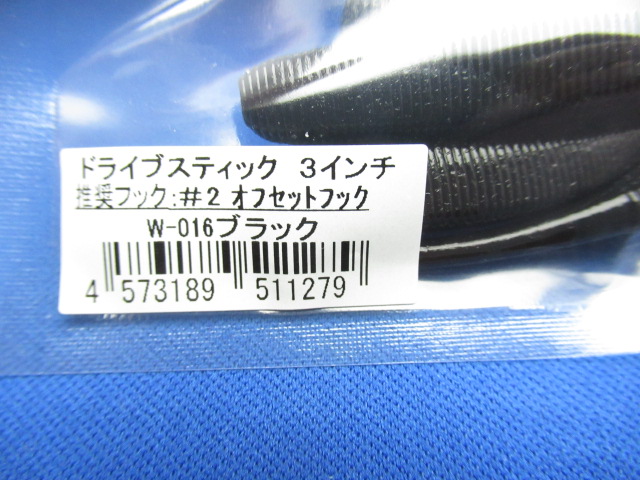 ドライブスティック 3インチ
推奨フック:#2 オフセットフック
W-016ブラック
4 573189 511279